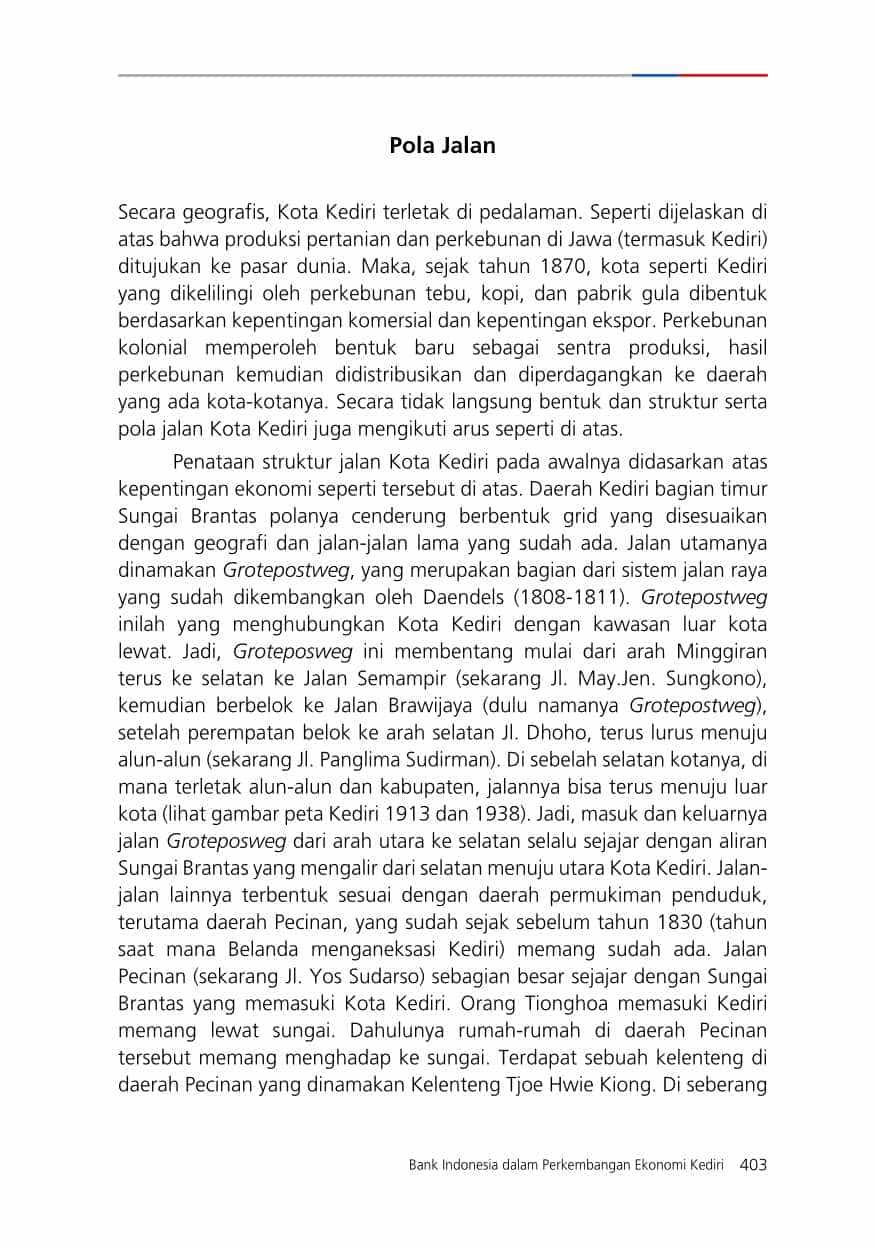 Pola Jalan
Secara geografis, Kota Kediri terletak di pedalaman. Seperti dijelaskan di
atas bahwa produksi pertanian dan perkebunan di Jawa (termasuk Kediri)
ditujukan ke pasar dunia. Maka, sejak tahun 1870, kota seperti Kediri
yang dikelilingi oleh perkebunan tebu, kopi, dan pabrik gula dibentuk
berdasarkan kepentingan komersial dan kepentingan ekspor. Perkebunan
kolonial memperoleh bentuk baru sebagai sentra produksi, hasil
perkebunan kemudian didistribusikan dan diperdagangkan ke daerah
yang ada kota-kotanya. Secara tidak langsung bentuk dan struktur serta
pola jalan Kota Kediri juga mengikuti arus seperti di atas.
Penataan struktur jalan Kota Kediri pada awalnya didasarkan atas
kepentingan ekonomi seperti tersebut di atas. Daerah Kediri bagian timur
Sungai Brantas polanya cenderung berbentuk grid yang disesuaikan
dengan geografi dan jalan-jalan lama yang sudah ada. Jalan utamanya
dinamakan Grotepostweg, yang merupakan bagian dari sistem jalan raya
yang sudah dikembangkan oleh Daendels (1808-1811). Grotepostweg
inilah yang menghubungkan Kota Kediri dengan kawasan luar kota
lewat. Jadi, Groteposweg ini membentang mulai dari arah Minggiran
terus ke selatan ke Jalan Semampir (sekarang Jl. May.Jen. Sungkono),
kemudian berbelok ke Jalan Brawijaya (dulu namanya Grotepostweg),
setelah perempatan belok ke arah selatan Jl. Dhoho, terus lurus menuju
alun-alun (sekarang Jl. Panglima Sudirman). Di sebelah selatan kotanya, di
mana terletak alun-alun dan kabupaten, jalannya bisa terus menuju luar
kota (lihat gambar peta Kediri 1913 dan 1938). Jadi, masuk dan keluarnya
jalan Groteposweg dari arah utara ke selatan selalu sejajar dengan aliran
Sungai Brantas yang mengalir dari selatan menuju utara Kota Kediri. Jalan-
jalan lainnya terbentuk sesuai dengan daerah permukiman penduduk,
terutama daerah Pecinan, yang sudah sejak sebelum tahun 1830 (tahun
saat mana Belanda menganeksasi Kediri) memang sudah ada. Jalan
Pecinan (sekarang Jl. Yos Sudarso) sebagian besar sejajar dengan Sungai
Brantas yang memasuki Kota Kediri. Orang Tionghoa memasuki Kediri
memang lewat sungai. Dahulunya rumah-rumah di daerah Pecinan
tersebut memang menghadap ke sungai. Terdapat sebuah kelenteng di
daerah Pecinan yang dinamakan Kelenteng Tjoe Hwie Kiong. Di seberang
Bank Indonesia dalam Perkembangan Ekonomi Kediri 403